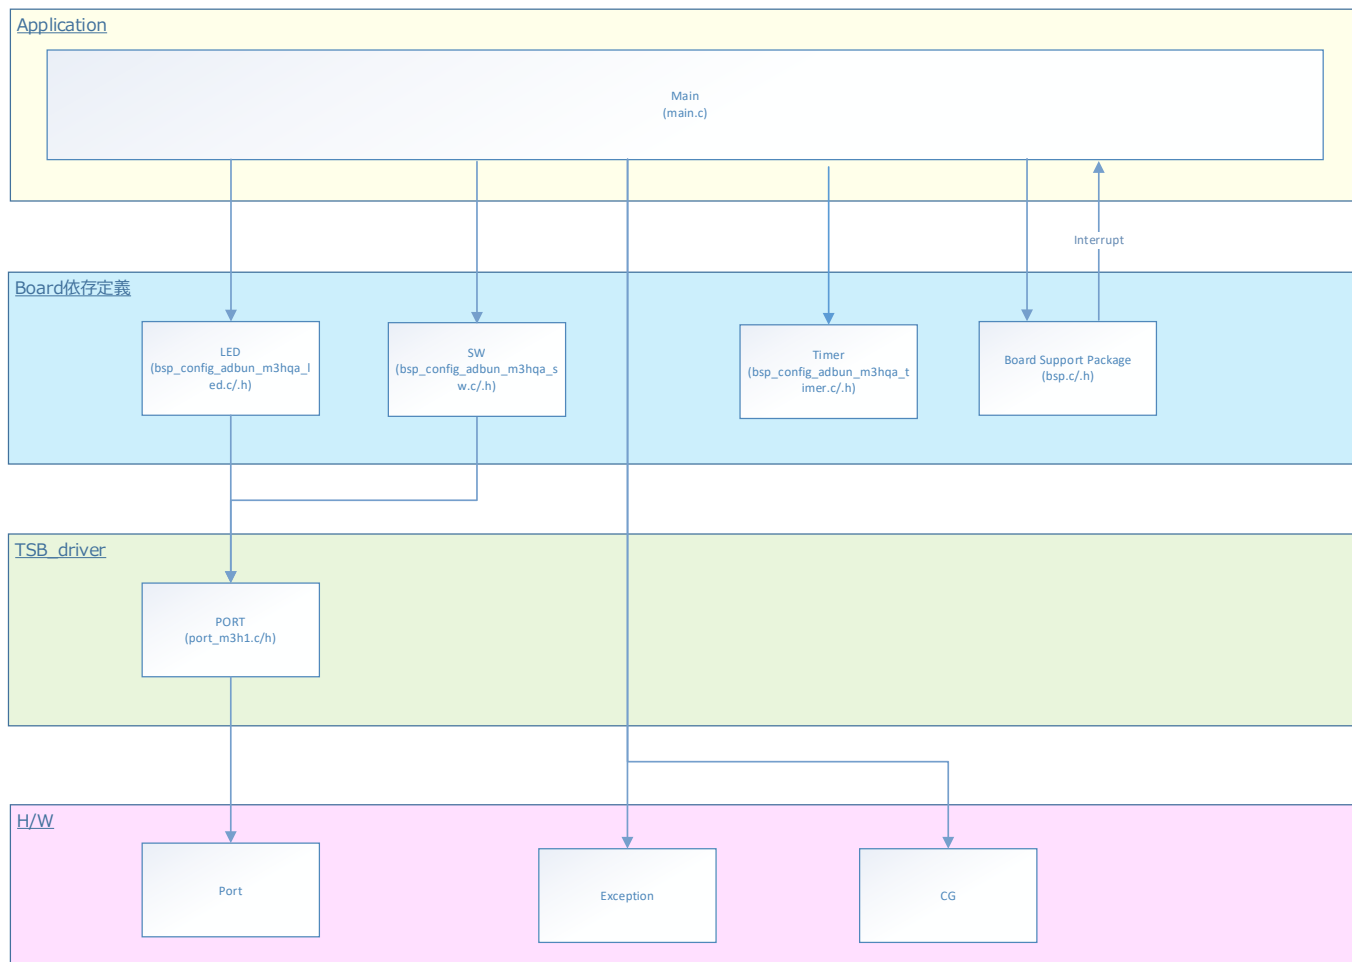 Application
Main
(main.c)
Interrupt
Board依存定義
LED
(bsp_config_adbun_m3hqa_l
ed.c/.h)
SW
(bsp_config_adbun_m3hqa_s
w.c/.h)
Timer
(bsp_config_adbun_m3hqa_t
imer.c/.h)
Board Support Package
(bsp.c/.h)
TSB_driver
PORT
(port_m3h1.c/h)
H/W
Port
Exception
CG